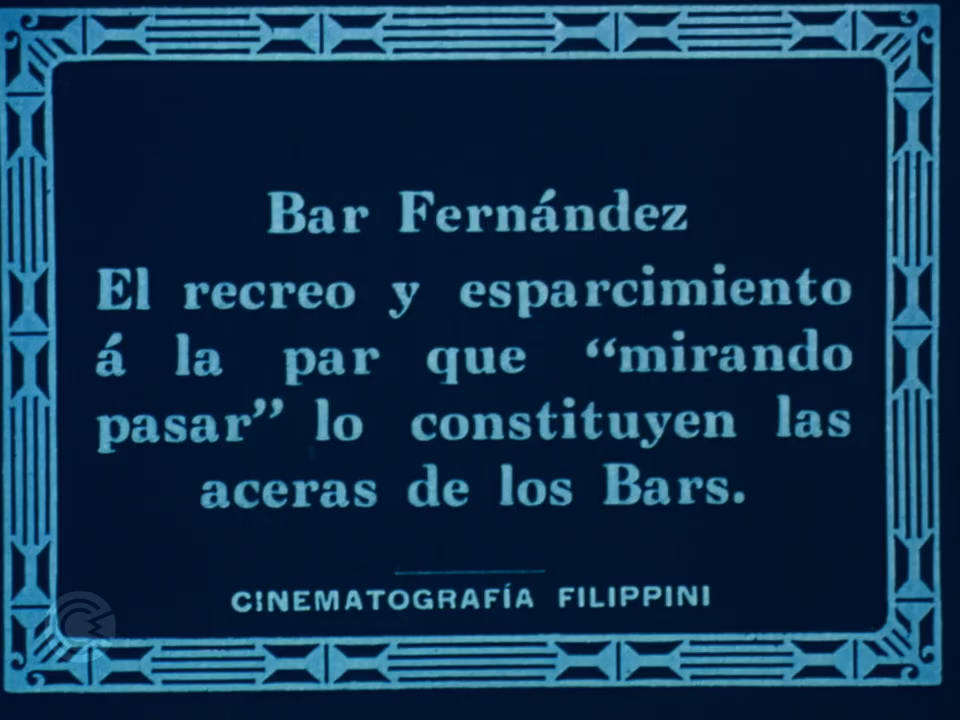 Bar Fernández
El recreo y esparcimiento
á la par que “mirando
pasar” lo constituyen las
aceras de los Bars.
CINEMATOGRAFÍA FILIPPINI